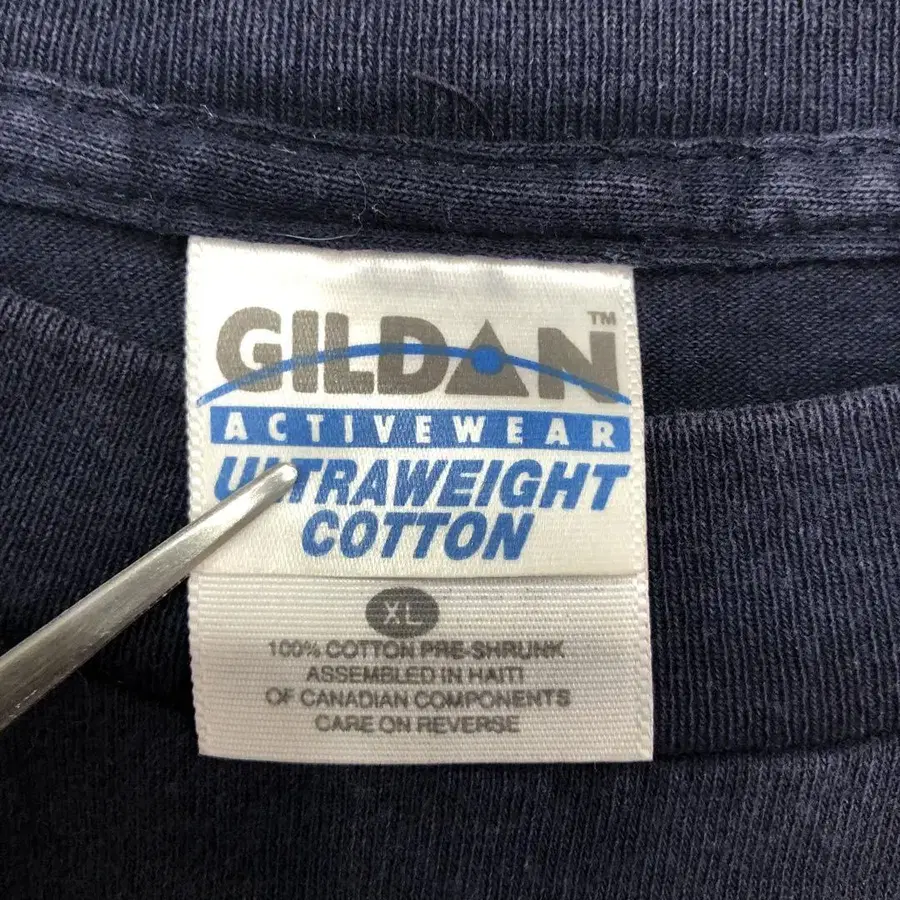 GILDAN™
ACTIVEWEAR
ULTRAWEIGHT
COTTON
XL
100% COTTON PRE-SHRUNK
ASSEMBLED IN HAITI
OF CANADIAN COMPONENTS
CARE ON REVERSE